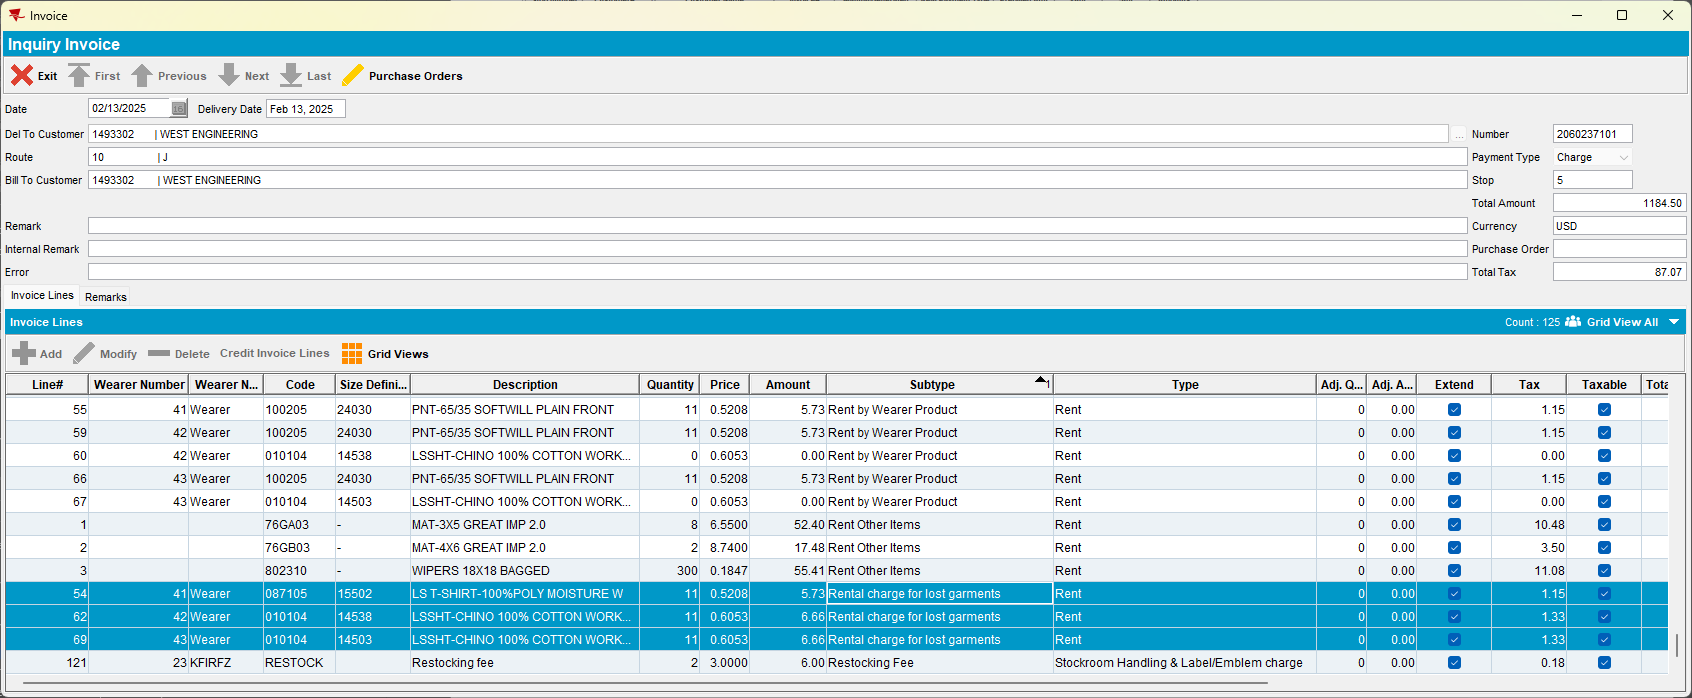 Invoice
Inquiry Invoice
Exit First Previous Next Last Purchase Orders
Date 02/13/2025 16 Delivery Date Feb 13, 2025
Del To Customer 1493302 | WEST ENGINEERING ... Number 2060237101
Route 10 | J Payment Type Charge
Bill To Customer 1493302 | WEST ENGINEERING Stop 5
Total Amount 1184.50
Remark Currency USD
Internal Remark Purchase Order
Error Total Tax 87.07
Invoice Lines Remarks
Invoice Lines Count : 125 Grid View All
Add Modify Delete Credit Invoice Lines Grid Views
Line# Wearer Number Wearer N... Code Size Defini... Description Quantity Price Amount Subtype 1 Type Adj. Q... Adj. A... Extend Tax Taxable Tota
55 41 Wearer 100205 24030 PNT-65/35 SOFTWILL PLAIN FRONT 11 0.5208 5.73 Rent by Wearer Product Rent 0 0.00 1.15
59 42 Wearer 100205 24030 PNT-65/35 SOFTWILL PLAIN FRONT 11 0.5208 5.73 Rent by Wearer Product Rent 0 0.00 1.15
60 42 Wearer 010104 14538 LSSHT-CHINO 100% COTTON WORK... 0 0.6053 0.00 Rent by Wearer Product Rent 0 0.00 0.00
66 43 Wearer 100205 24030 PNT-65/35 SOFTWILL PLAIN FRONT 11 0.5208 5.73 Rent by Wearer Product Rent 0 0.00 1.15
67 43 Wearer 010104 14503 LSSHT-CHINO 100% COTTON WORK... 0 0.6053 0.00 Rent by Wearer Product Rent 0 0.00 0.00
1 76GA03 - MAT-3X5 GREAT IMP 2.0 8 6.5500 52.40 Rent Other Items Rent 0 0.00 10.48
2 76GB03 - MAT-4X6 GREAT IMP 2.0 2 8.7400 17.48 Rent Other Items Rent 0 0.00 3.50
3 802310 - WIPERS 18X18 BAGGED 300 0.1847 55.41 Rent Other Items Rent 0 0.00 11.08
54 41 Wearer 087105 15502 LS T-SHIRT-100%POLY MOISTURE W 11 0.5208 5.73 Rental charge for lost garments Rent 0 0.00 1.15
62 42 Wearer 010104 14538 LSSHT-CHINO 100% COTTON WORK... 11 0.6053 6.66 Rental charge for lost garments Rent 0 0.00 1.33
69 43 Wearer 010104 14503 LSSHT-CHINO 100% COTTON WORK... 11 0.6053 6.66 Rental charge for lost garments Rent 0 0.00 1.33
121 23 KFIRFZ RESTOCK Restocking fee 2 3.0000 6.00 Restocking Fee Stockroom Handling & Label/Emblem charge 0 0.00 0.18